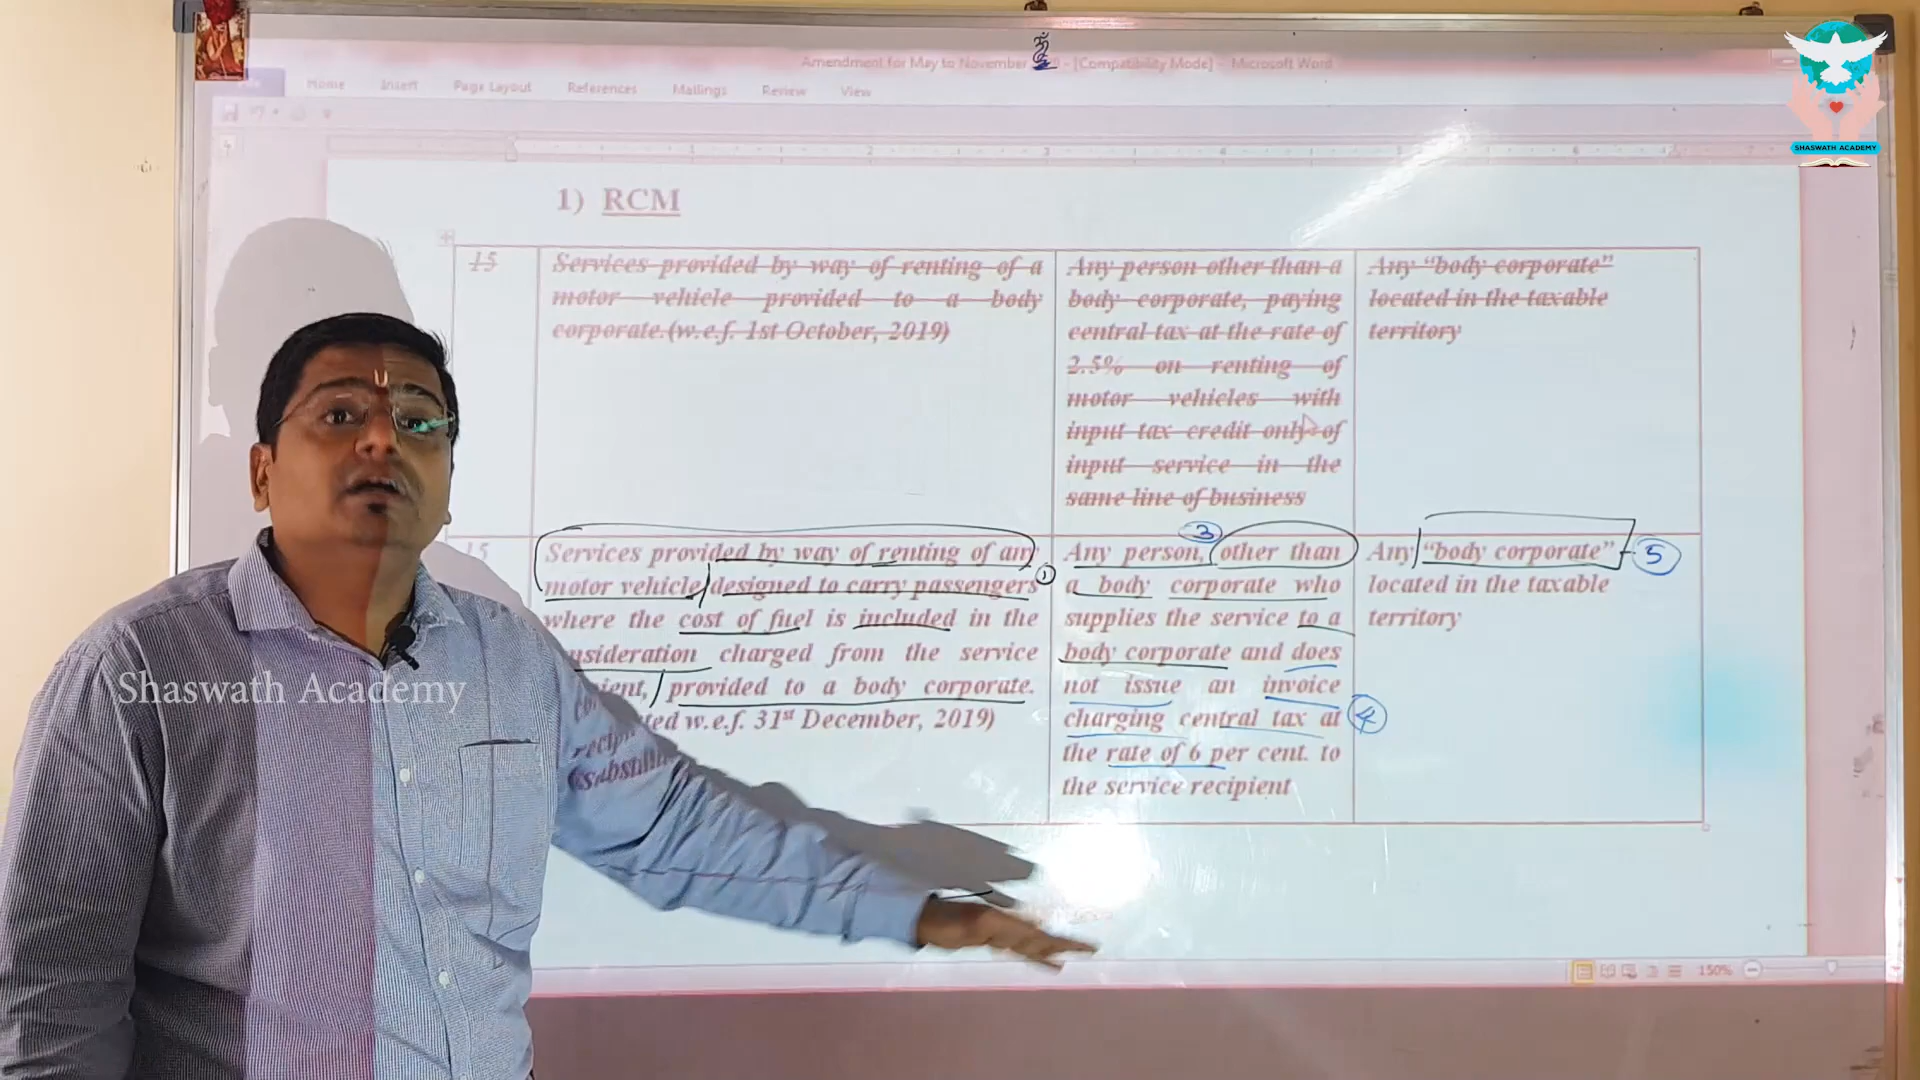 ॐ
Amendment for May to November - [Compatibility Mode] - Microsoft Word
Home Insert Page Layout References Mailings Review View
SHASWATH ACADEMY
1) RCM
15
Services provided by way of renting of a
motor vehicle provided to a body
corporate.(w.e.f. 1st October, 2019)
Any person other than a
body corporate, paying
central tax at the rate of
2.5% on renting of
motor vehicles with
input tax credit only of
input service in the
same line of business
Any “body corporate”
located in the taxable
territory
15
Services provided by way of renting of any
motor vehicle designed to carry passengers
where the cost of fuel is included in the
nsideration charged from the service
ient, provided to a body corporate.
ted w.e.f. 31st December, 2019)
1
Any person, other than
a body corporate who
supplies the service to a
body corporate and does
not issue an invoice
charging central tax at
the rate of 6 per cent. to
the service recipient
3
4
Any “body corporate”
located in the taxable
territory
5
Shaswath Academy
150%